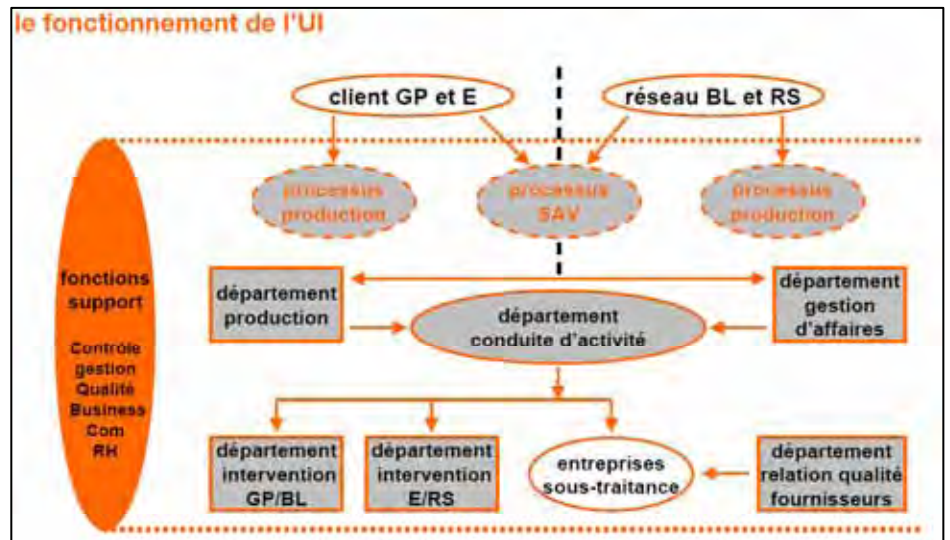 le fonctionnement de l'UI
client GP et E
réseau BL et RS
processus
production
processus
SAV
processus
production
fonctions
support
Contrôle
gestion
Qualité
Business
Com
RH
département
production
département
conduite d'activité
département
gestion
d'affaires
département
intervention
GP/BL
département
intervention
E/RS
entreprises
sous-traitance
département
relation qualité
fournisseurs